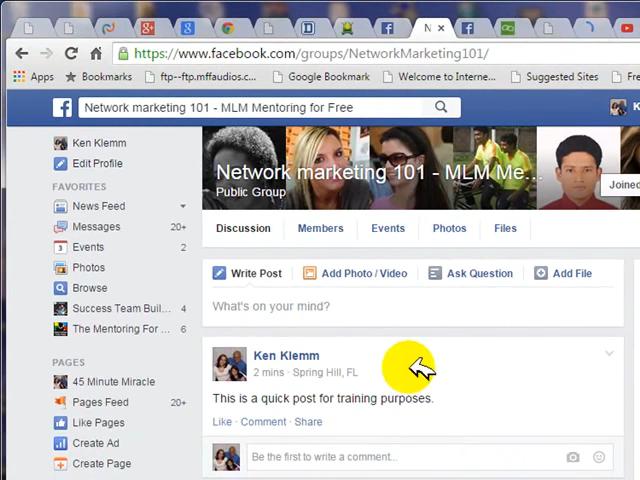 N
https://www.facebook.com/groups/NetworkMarketing101/
Apps
Bookmarks
ftp--ftp.mffaudios.c...
Google Bookmark
Welcome to Interne...
Suggested Sites
Imported
f
Network marketing 101 - MLM Mentoring for Free
K
Ken Klemm
Edit Profile
FAVORITES
News Feed
Messages 20+
Events 2
Photos
Browse
Success Team Buil... 4
The Mentoring For ... 6
PAGES
45 Minute Miracle
Pages Feed 20+
Like Pages
Create Ad
Create Page
Network marketing 101 - MLM Me...
Public Group
Joined
Discussion Members Events Photos Files
Write Post Add Photo / Video Ask Question Add File
What's on your mind?
Ken Klemm
2 mins · Spring Hill, FL
This is a quick post for training purposes.
Like · Comment · Share
Be the first to write a comment...